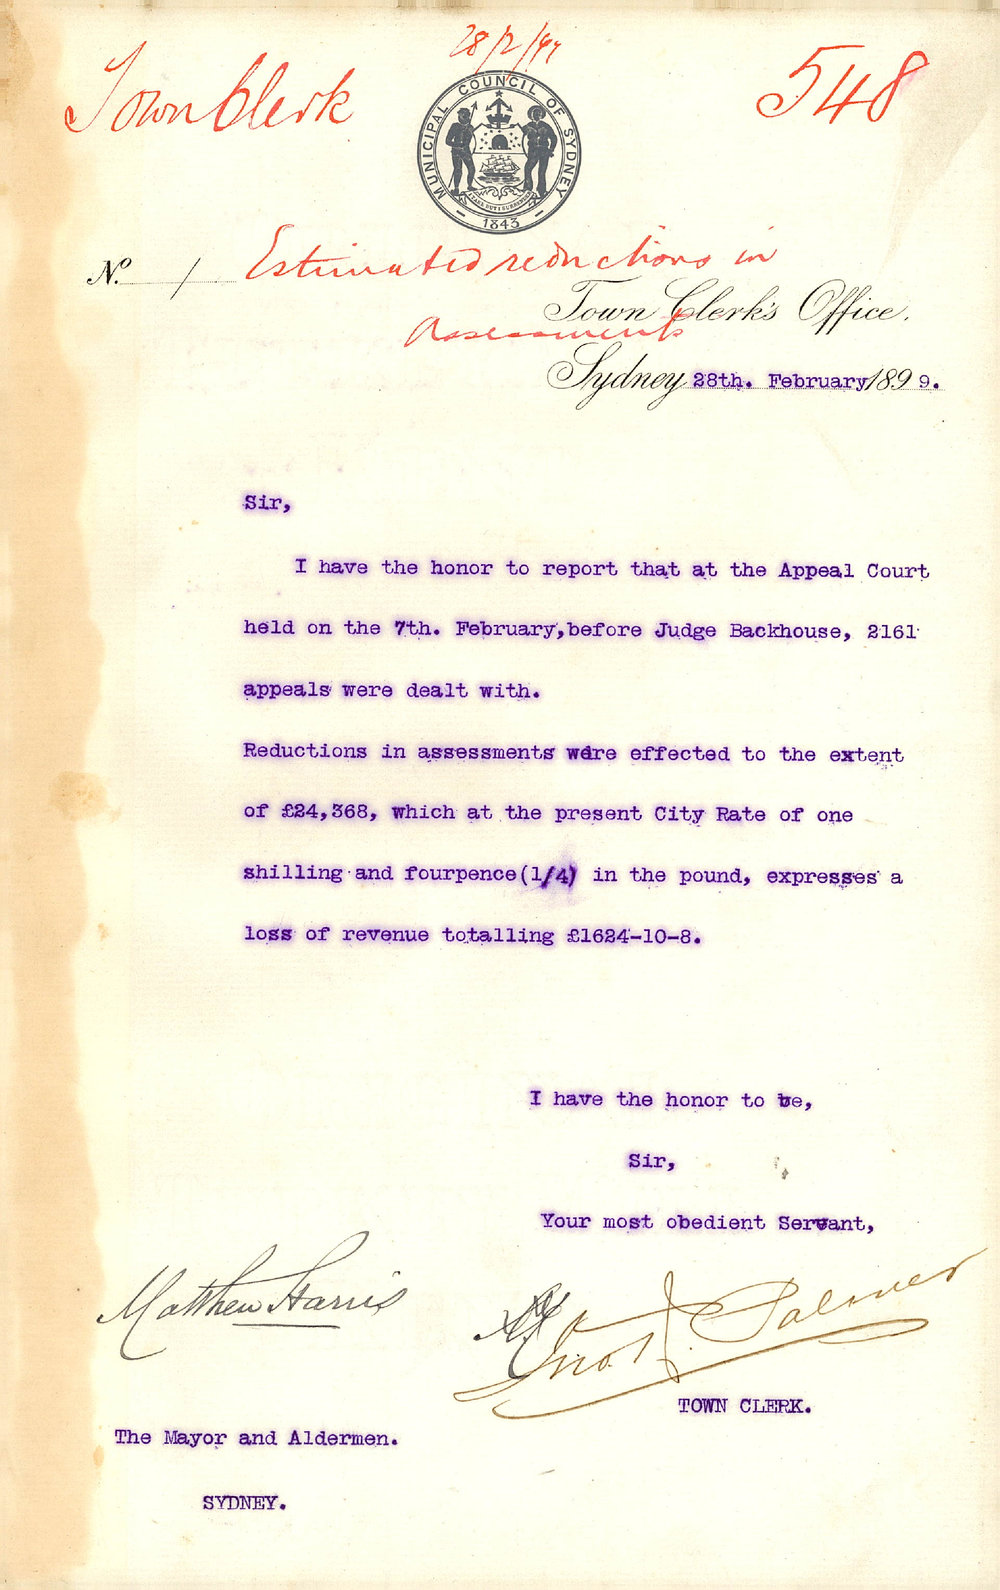 28/2/99
Town Clerk
548
MUNICIPAL COUNCIL OF SYDNEY
I TAKE BUT I SURRENDER
1843
No. 1
Estimated reductions in
Assessments
Town Clerk's Office.
Sydney 28th. February 1899.
Sir,
I have the honor to report that at the Appeal Court
held on the 7th. February, before Judge Backhouse, 2161
appeals were dealt with.
Reductions in assessments were effected to the extent
of £24,368, which at the present City Rate of one
shilling and fourpence(1/4) in the pound, expresses a
loss of revenue totalling £1624-10-8.
I have the honor to be,
Sir,
Your most obedient Servant,
Matthew Harris
Jno. J. Palmer
TOWN CLERK.
The Mayor and Aldermen.
SYDNEY.